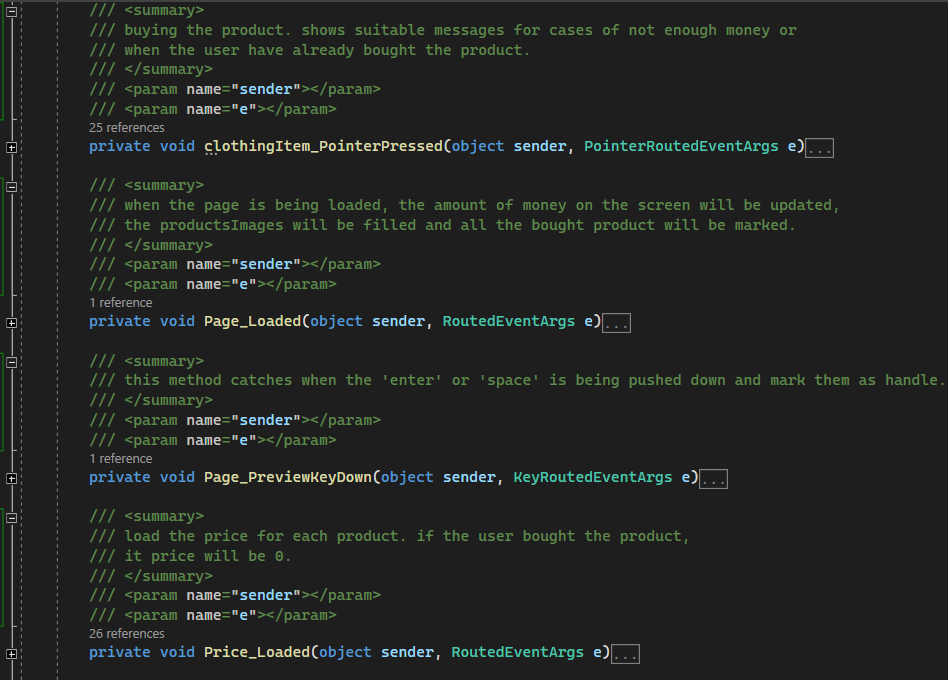 /// <summary>
/// buying the product. shows suitable messages for cases of not enough money or
/// when the user have already bought the product.
/// </summary>
/// <param name="sender"></param>
/// <param name="e"></param>
25 references
private void clothingItem_PointerPressed(object sender, PointerRoutedEventArgs e)...
/// <summary>
/// when the page is being loaded, the amount of money on the screen will be updated,
/// the productsImages will be filled and all the bought product will be marked.
/// </summary>
/// <param name="sender"></param>
/// <param name="e"></param>
1 reference
private void Page_Loaded(object sender, RoutedEventArgs e)...
/// <summary>
/// this method catches when the 'enter' or 'space' is being pushed down and mark them as handle.
/// </summary>
/// <param name="sender"></param>
/// <param name="e"></param>
1 reference
private void Page_PreviewKeyDown(object sender, KeyRoutedEventArgs e)...
/// <summary>
/// load the price for each product. if the user bought the product,
/// it price will be 0.
/// </summary>
/// <param name="sender"></param>
/// <param name="e"></param>
26 references
private void Price_Loaded(object sender, RoutedEventArgs e)...